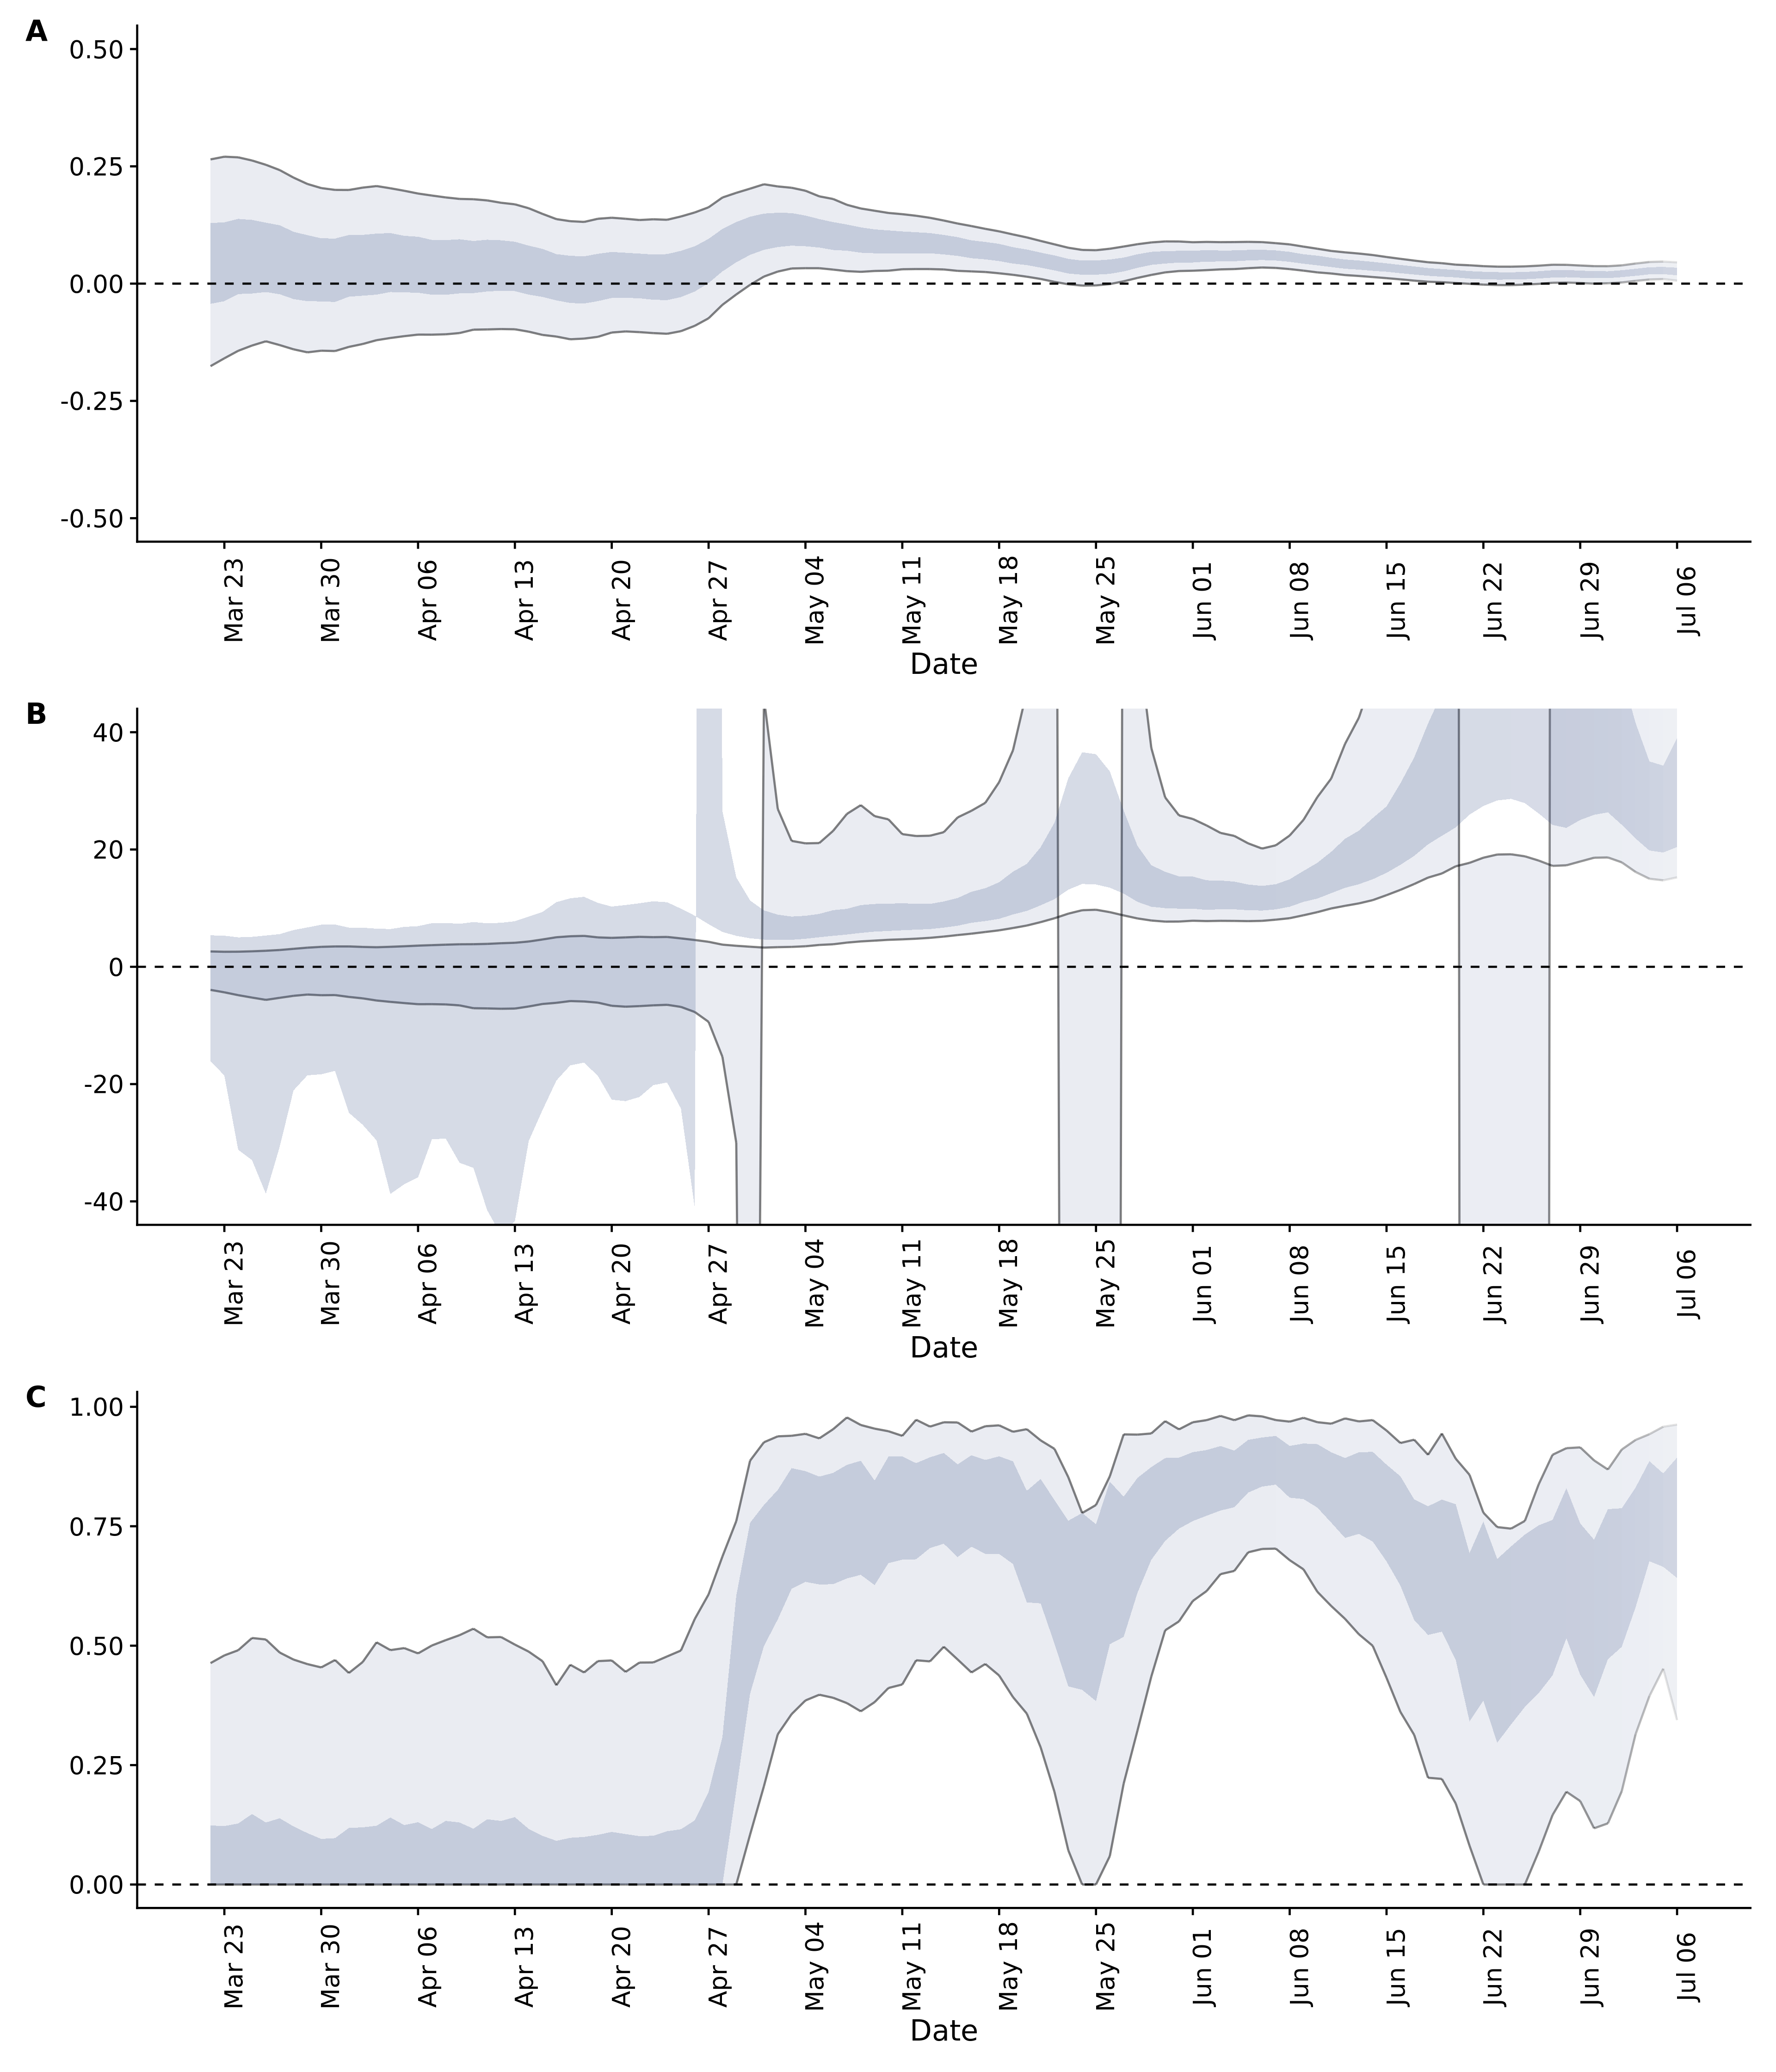 A
0.50
0.25
0.00
-0.25
-0.50
Mar 23
Mar 30
Apr 06
Apr 13
Apr 20
Apr 27
May 04
May 11
May 18
May 25
Jun 01
Jun 08
Jun 15
Jun 22
Jun 29
Jul 06
Date
B
40
20
0
-20
-40
Mar 23
Mar 30
Apr 06
Apr 13
Apr 20
Apr 27
May 04
May 11
May 18
May 25
Jun 01
Jun 08
Jun 15
Jun 22
Jun 29
Jul 06
Date
C
1.00
0.75
0.50
0.25
0.00
Mar 23
Mar 30
Apr 06
Apr 13
Apr 20
Apr 27
May 04
May 11
May 18
May 25
Jun 01
Jun 08
Jun 15
Jun 22
Jun 29
Jul 06
Date